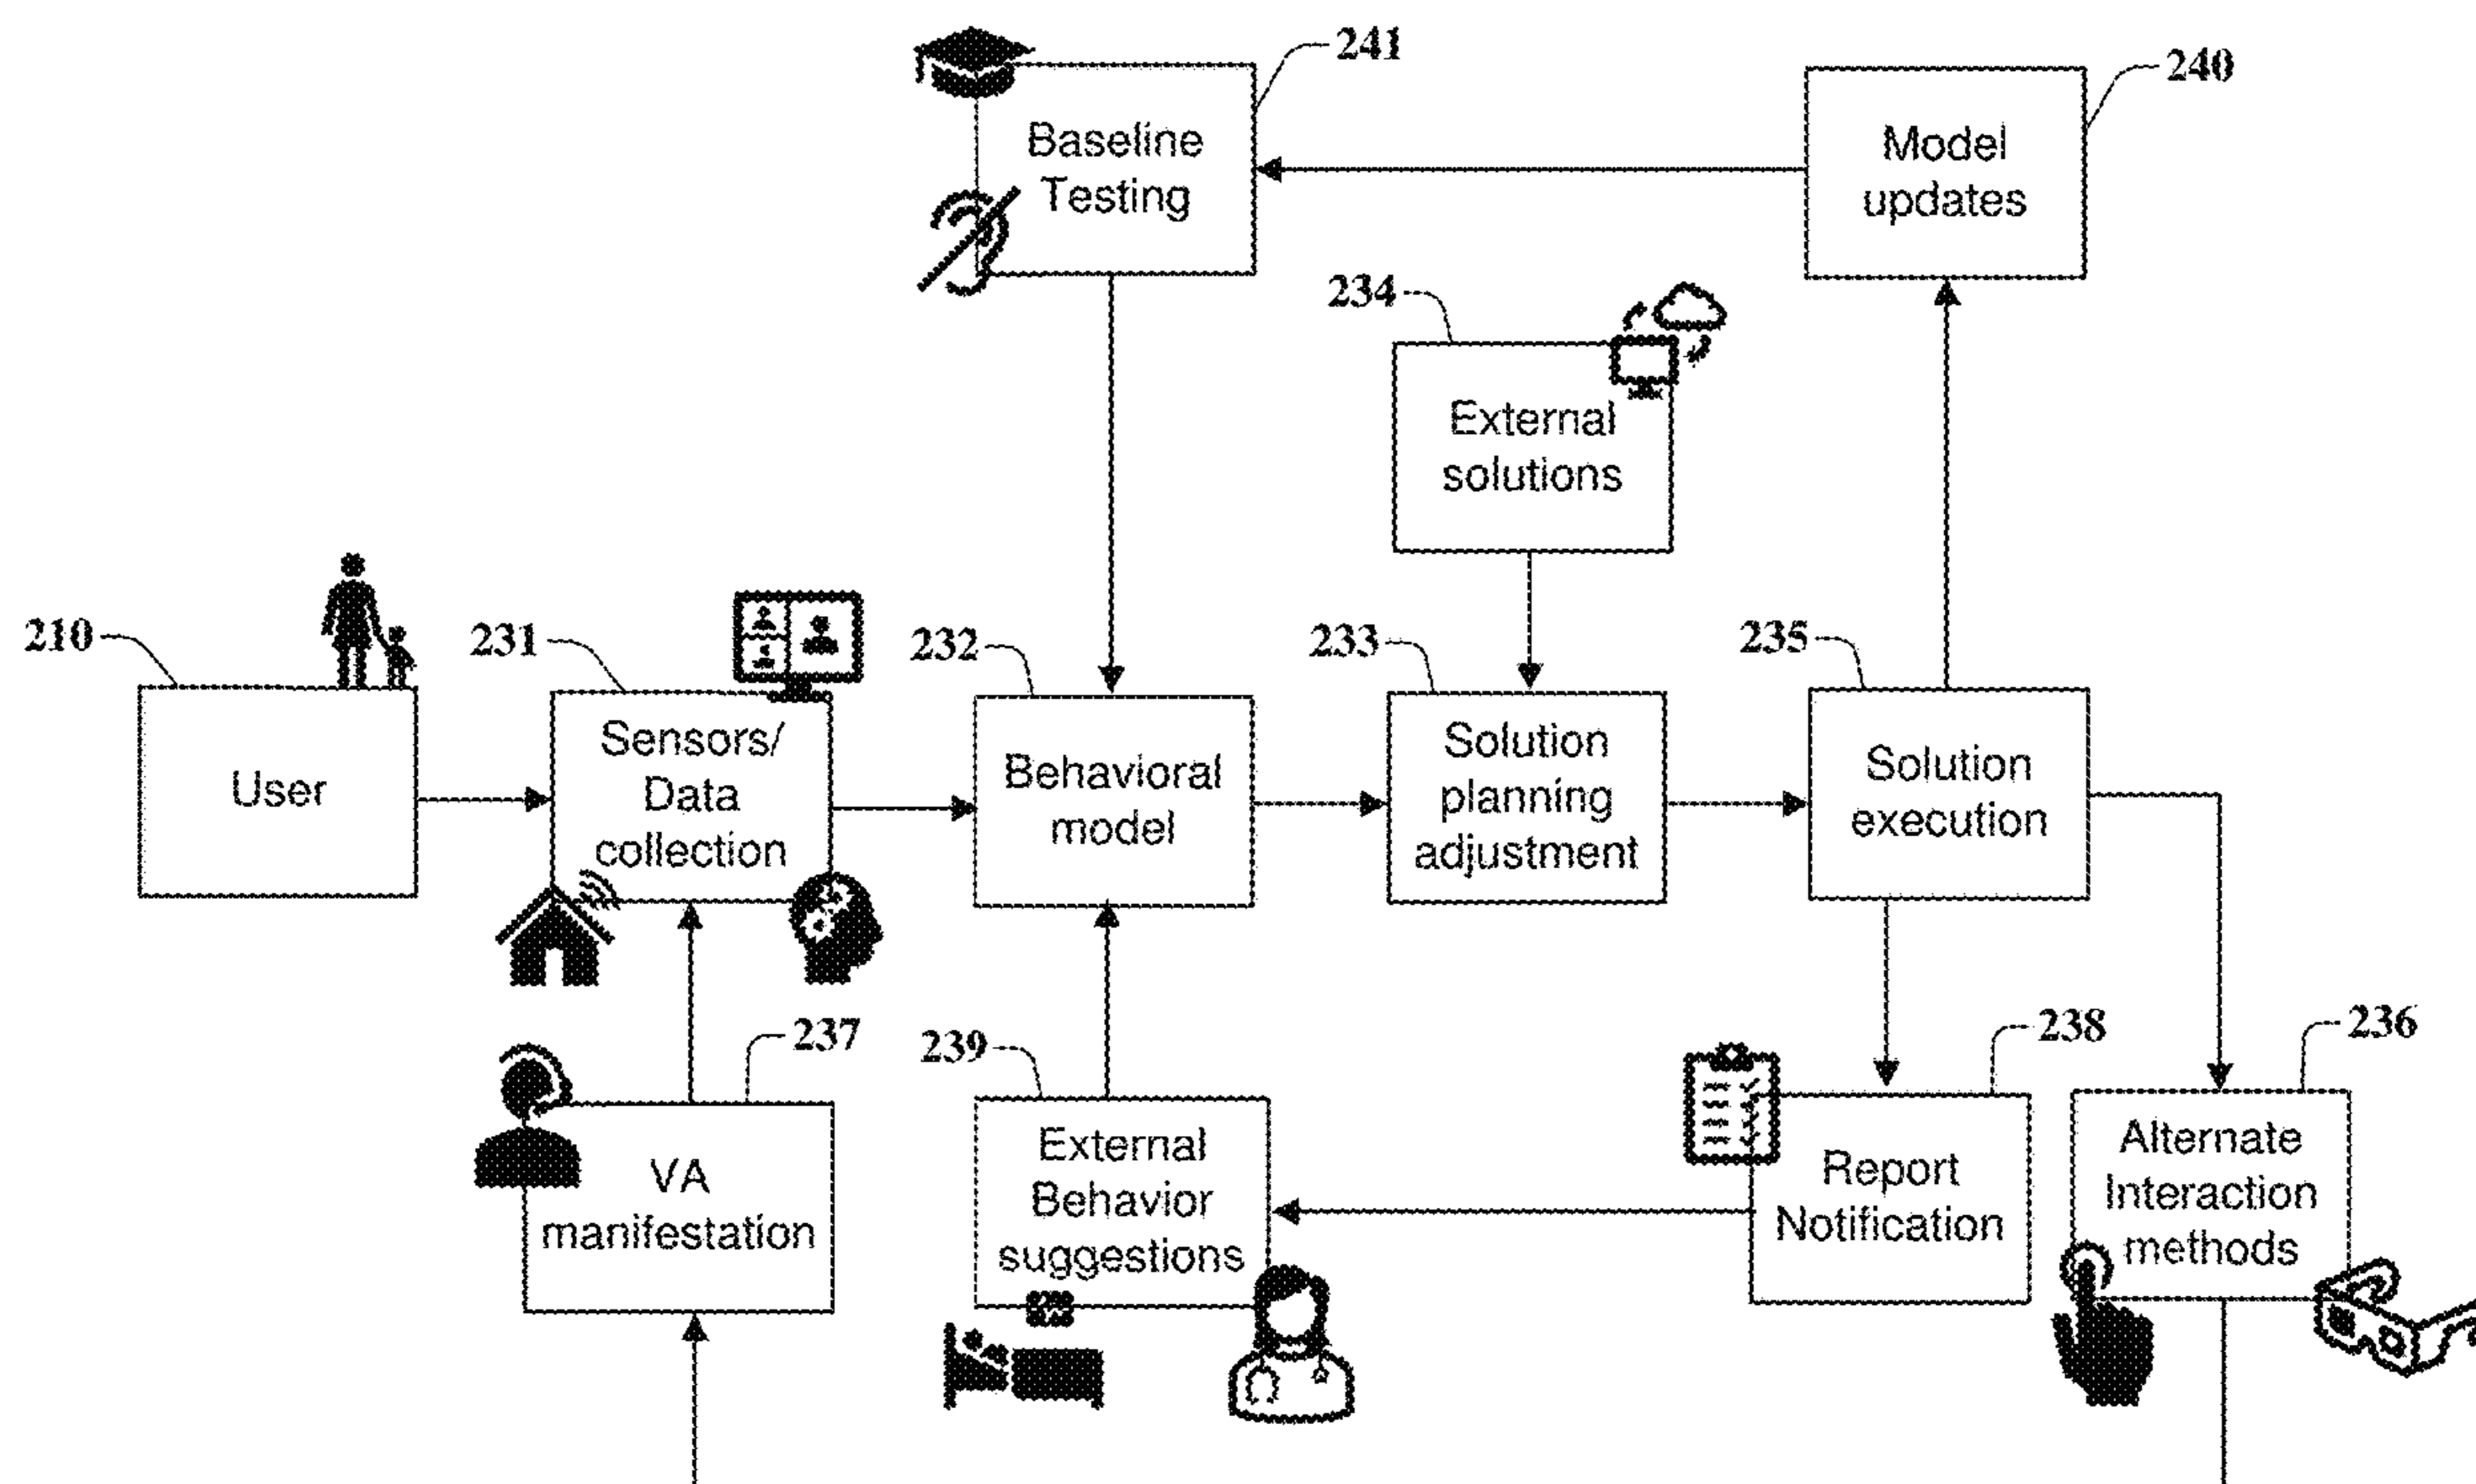 241
240
Baseline
Testing
Model
updates
234
External
solutions
210
231
232
233
235
User
Sensors/
Data
collection
Behavioral
model
Solution
planning
adjustment
Solution
execution
237
239
238
236
VA
manifestation
External
Behavior
suggestions
Report
Notification
Alternate
Interaction
methods